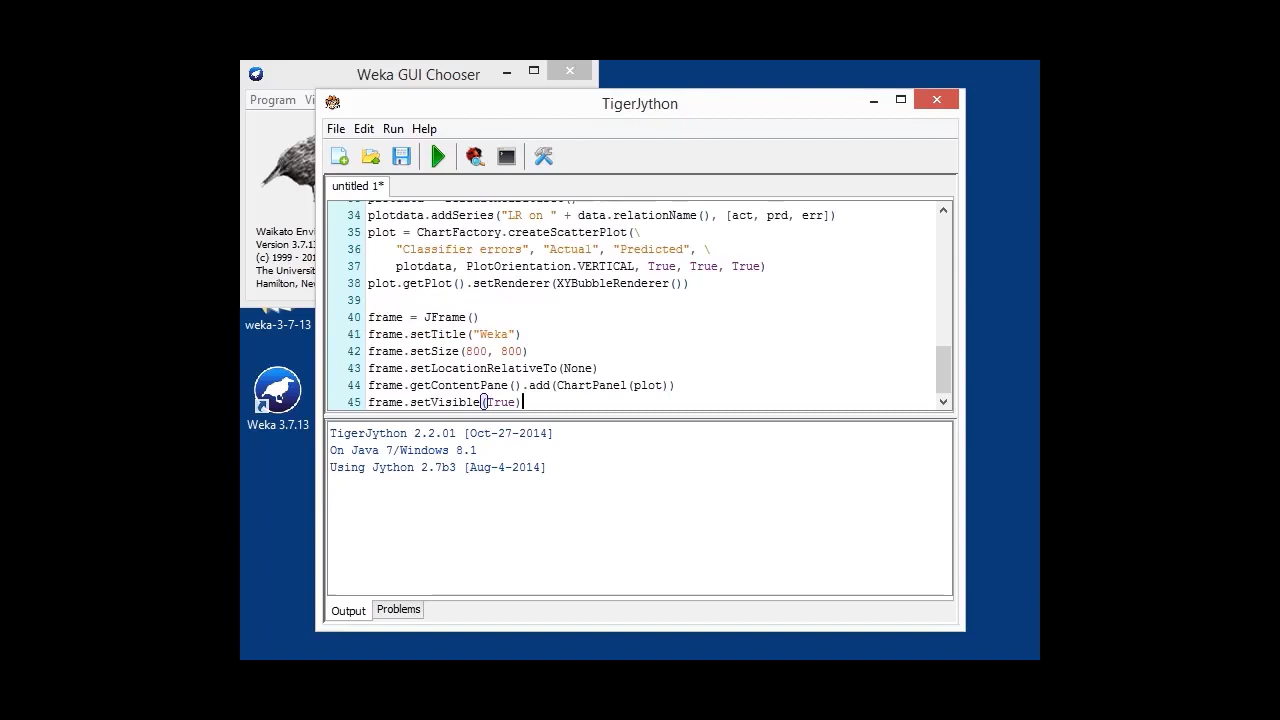 Weka GUI Chooser
Program
TigerJython
File Edit Run Help
untitled 1*
34 plotdata.addSeries("LR on " + data.relationName(), [act, prd, err])
35 plot = ChartFactory.createScatterPlot(\
36 "Classifier errors", "Actual", "Predicted", \
37 plotdata, PlotOrientation.VERTICAL, True, True, True)
38 plot.getPlot().setRenderer(XYBubbleRenderer())
39
40 frame = JFrame()
41 frame.setTitle("Weka")
42 frame.setSize(800, 800)
43 frame.setLocationRelativeTo(None)
44 frame.getContentPane().add(ChartPanel(plot))
45 frame.setVisible(True)
Waikato Envi
Version 3.7.13
(c) 1999 - 201
The Universit
Hamilton, Nev
weka-3-7-13
Weka 3.7.13
TigerJython 2.2.01 [Oct-27-2014]
On Java 7/Windows 8.1
Using Jython 2.7b3 [Aug-4-2014]
Output Problems